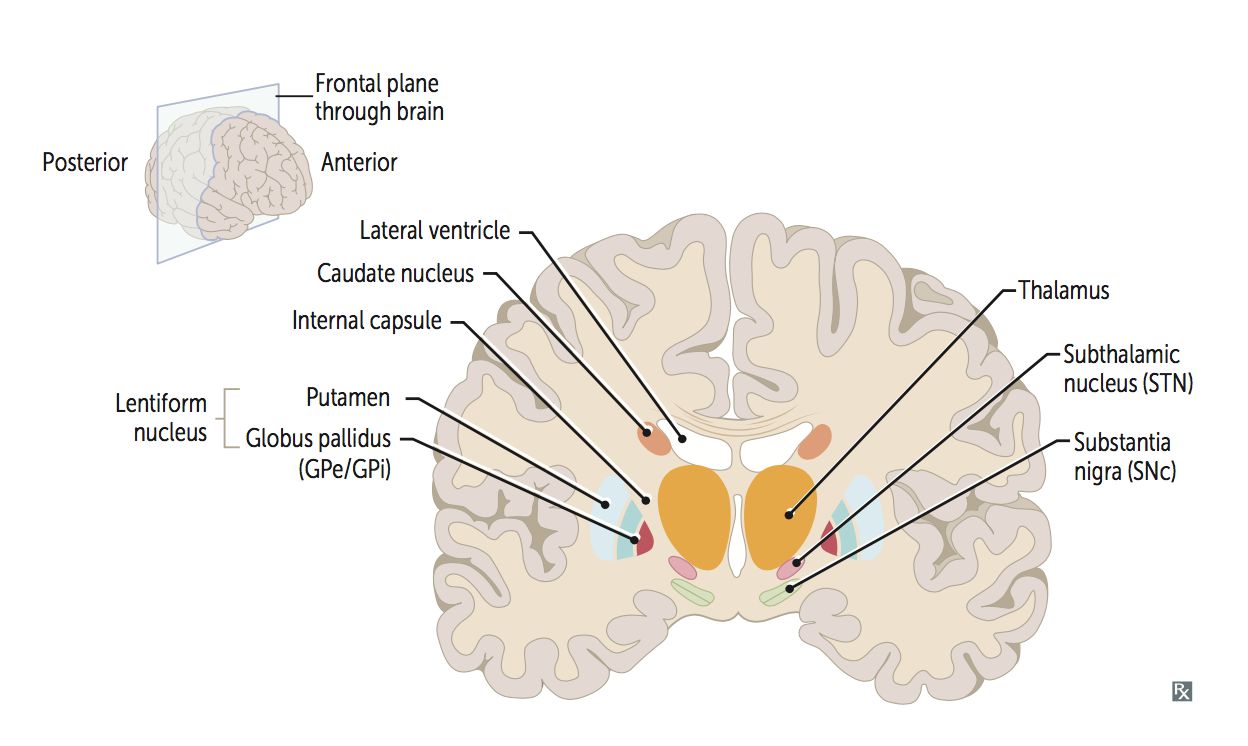 Frontal plane
through brain
Posterior
Anterior
Lateral ventricle
Caudate nucleus
Internal capsule
Putamen
Lentiform
nucleus
Globus pallidus
(GPe/GPi)
Thalamus
Subthalamic
nucleus (STN)
Substantia
nigra (SNc)
Rx